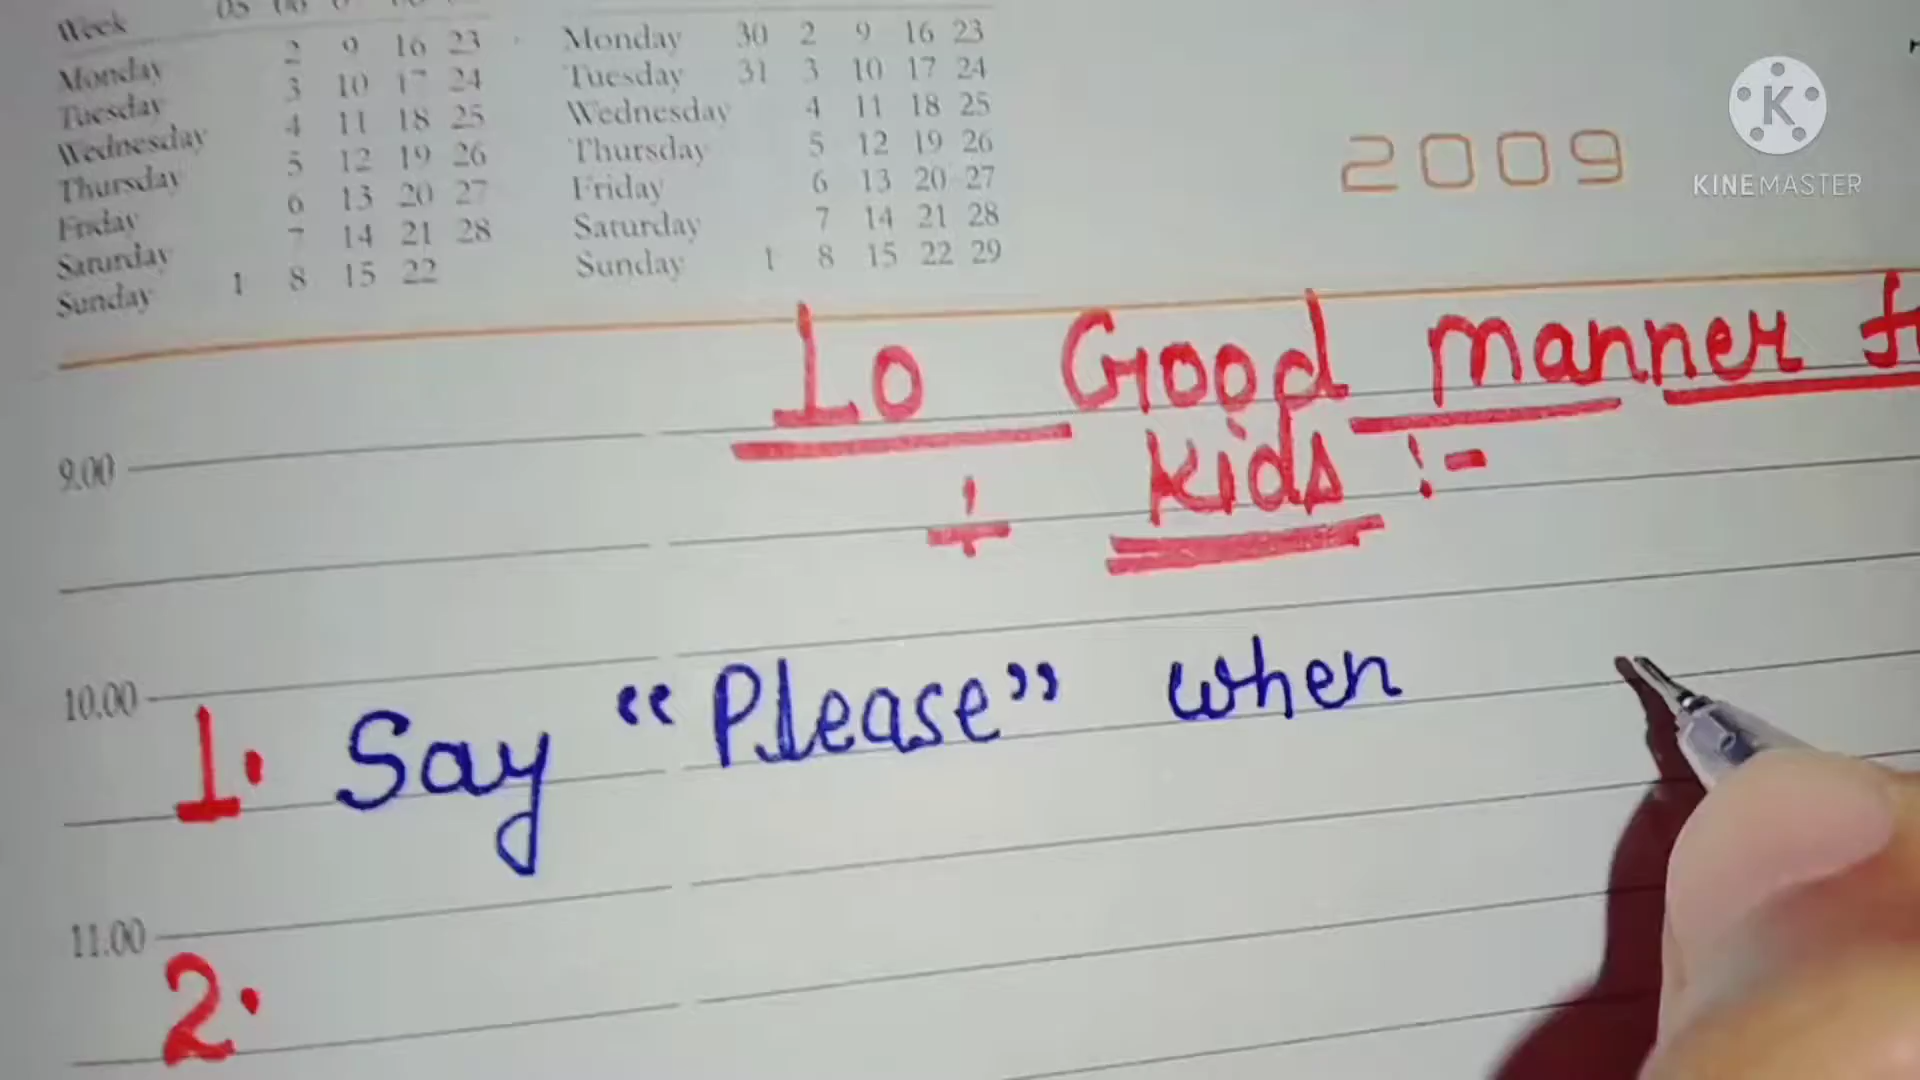 Week 05
Monday 2 9 16 23
Tuesday 3 10 17 24
Wednesday 4 11 18 25
Thursday 5 12 19 26
Friday 6 13 20 27
Saturday 7 14 21 28
Sunday 1 8 15 22
Monday 30 2 9 16 23
Tuesday 31 3 10 17 24
Wednesday 4 11 18 25
Thursday 5 12 19 26
Friday 6 13 20 27
Saturday 7 14 21 28
Sunday 1 8 15 22 29
2009
KINEMASTER
10 Good manner
Kids :-
9.00
10.00
1. Say “Please” when
11.00
2.